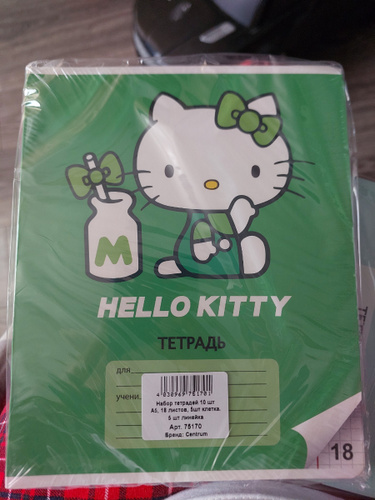 M
HELLO KITTY
ТЕТРАДЬ
для
учени
Набор тетрадей 10 шт
А5, 18 листов, 5шт клетка,
5 шт линейка
Арт. 75170
Бренд: Centrum
18